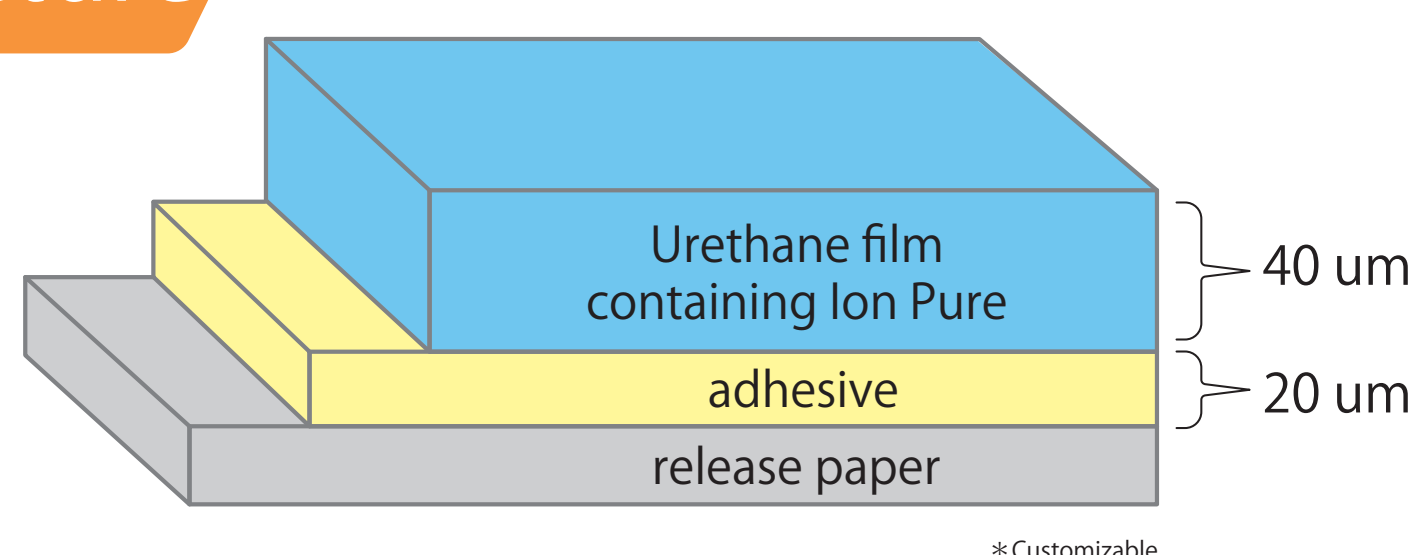 Urethane film
containing Ion Pure
40 um
adhesive
20 um
release paper
*Customizable